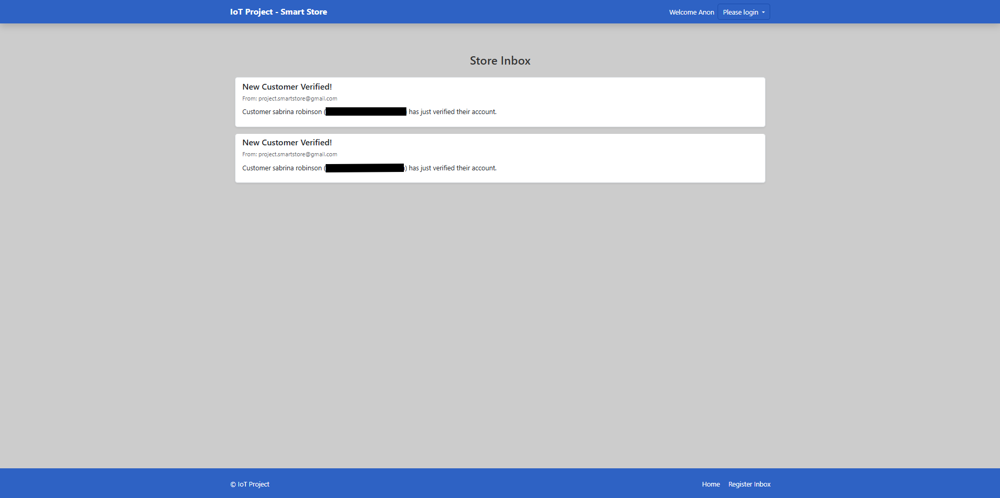 IoT Project - Smart Store
Welcome Anon Please login
Store Inbox
New Customer Verified!
From: project.smartstore@gmail.com
Customer sabrina robinson ( has just verified their account.
New Customer Verified!
From: project.smartstore@gmail.com
Customer sabrina robinson ( ) has just verified their account.
© IoT Project
Home Register Inbox